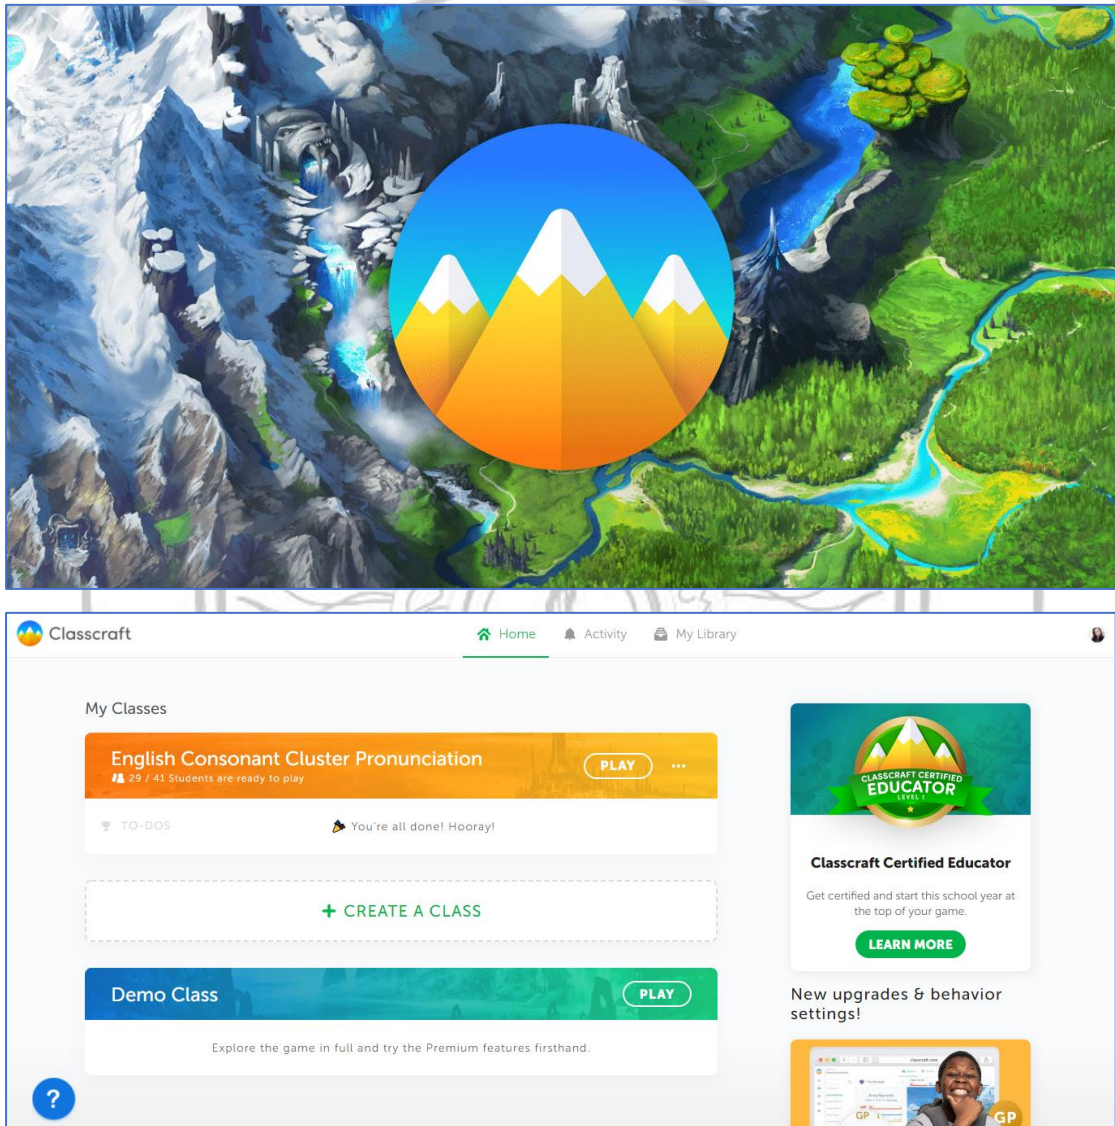 Classcraft
Home
Activity
My Library
My Classes
English Consonant Cluster Pronunciation
29 / 41 Students are ready to play
PLAY
TO-DOS
You're all done! Hooray!
+ CREATE A CLASS
Demo Class
PLAY
Explore the game in full and try the Premium features firsthand.
?
CLASSCRAFT CERTIFIED
EDUCATOR
LEVEL 1
Classcraft Certified Educator
Get certified and start this school year at
the top of your game.
LEARN MORE
New upgrades & behavior
settings!
classcraft.com
GP
GP